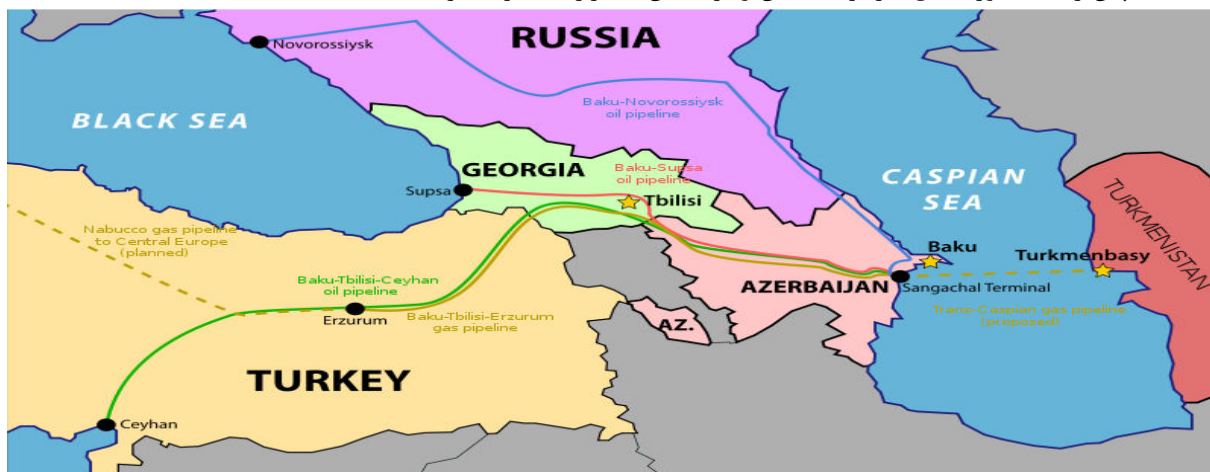 RUSSIA
Novorossiysk
BLACK SEA
Baku-Novorossiysk
oil pipeline
GEORGIA
Baku-Supsa
oil pipeline
Supsa
Tbilisi
CASPIAN
SEA
TURKMENISTAN
Nabucco gas pipeline
to Central Europe
(planned)
Baku
Turkmenbasy
Baku-Tbilisi-Ceyhan
oil pipeline
AZERBAIJAN
Sangachal Terminal
Erzurum
Baku-Tbilisi-Erzurum
gas pipeline
Trans-Caspian gas pipeline
(proposed)
AZ.
TURKEY
Ceyhan